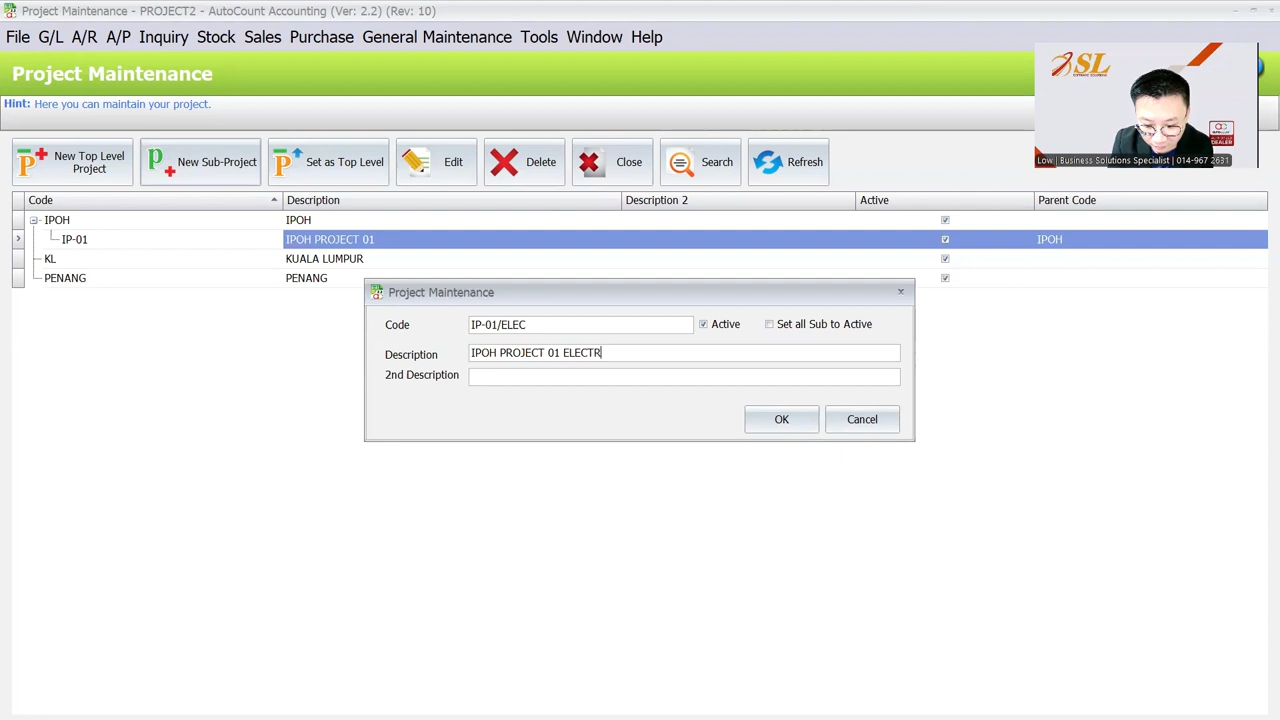 Project Maintenance - PROJECT2 - AutoCount Accounting (Ver: 2.2) (Rev: 10)
File G/L A/R A/P Inquiry Stock Sales Purchase General Maintenance Tools Window Help
Project Maintenance
Hint: Here you can maintain your project.
SL
Low | Business Solutions Specialist | 014-967 2631
New Top Level Project
New Sub-Project
Set as Top Level
Edit
Delete
Close
Search
Refresh
Code Description Description 2 Active Parent Code
IPOH IPOH
IP-01 IPOH PROJECT 01 IPOH
KL KUALA LUMPUR
PENANG PENANG
Project Maintenance
Code IP-01/ELEC Active Set all Sub to Active
Description IPOH PROJECT 01 ELECTR
2nd Description
OK Cancel